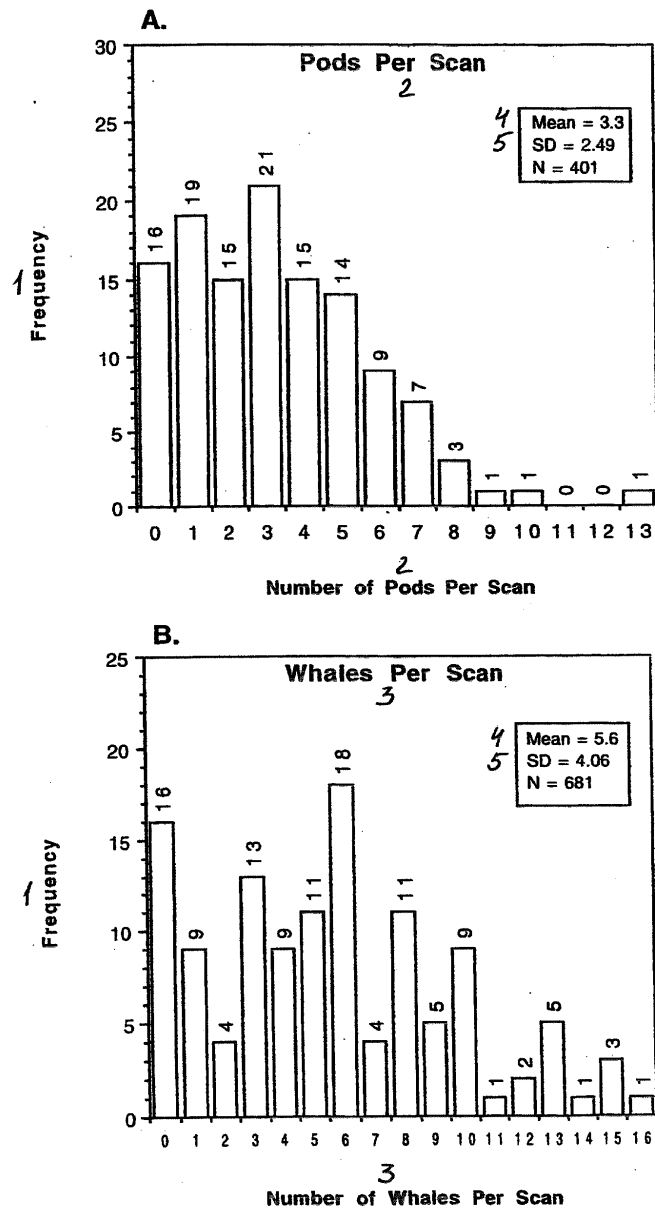 A.
30
Pods Per Scan
2
4 Mean = 3.3
5 SD = 2.49
N = 401
25
20
15
10
5
0
1 Frequency
16 19 15 21 15 14 9 7 3 1 1 0 0 1
0 1 2 3 4 5 6 7 8 9 10 11 12 13
2
Number of Pods Per Scan
B.
25
Whales Per Scan
3
4 Mean = 5.6
5 SD = 4.06
N = 681
20
15
10
5
0
1 Frequency
16 9 4 13 9 11 18 4 11 5 9 1 2 5 1 3 1
0 1 2 3 4 5 6 7 8 9 10 11 12 13 14 15 16
3
Number of Whales Per Scan